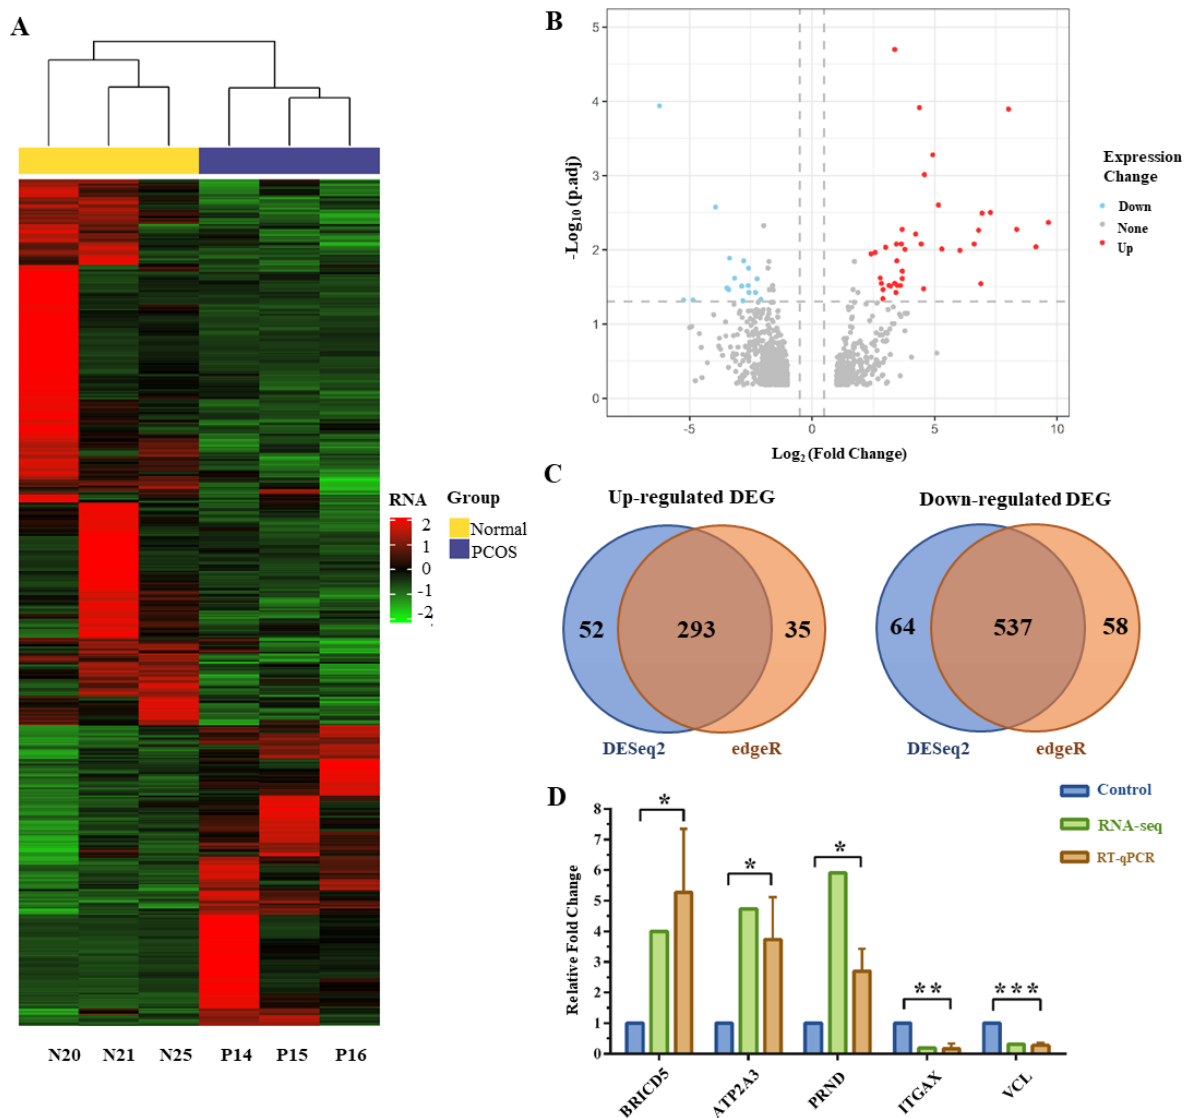 A
RNA
2
1
0
-1
-2
Group
Normal
PCOS
N20 N21 N25 P14 P15 P16
B
5
4
3
2
1
0
-Log10 (p.adj)
-5 0 5 10
Log2 (Fold Change)
Expression
Change
Down
None
Up
C
Up-regulated DEG
52 293 35
DESeq2 edgeR
Down-regulated DEG
64 537 58
DESeq2 edgeR
D
Relative Fold Change
8
7
6
5
4
3
2
1
0
* * * ** ***
BRICD5 ATP2A3 PRND ITGAX VCL
Control
RNA-seq
RT-qPCR